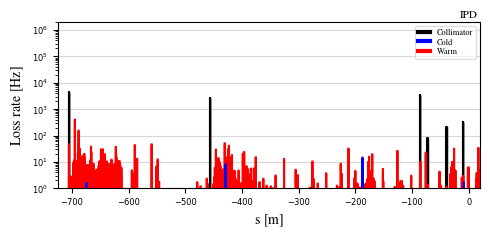 IPD
Collimator
Cold
Warm
Loss rate [Hz]
10⁶
10⁵
10⁴
10³
10²
10¹
10⁰
−700 −600 −500 −400 −300 −200 −100 0
s [m]